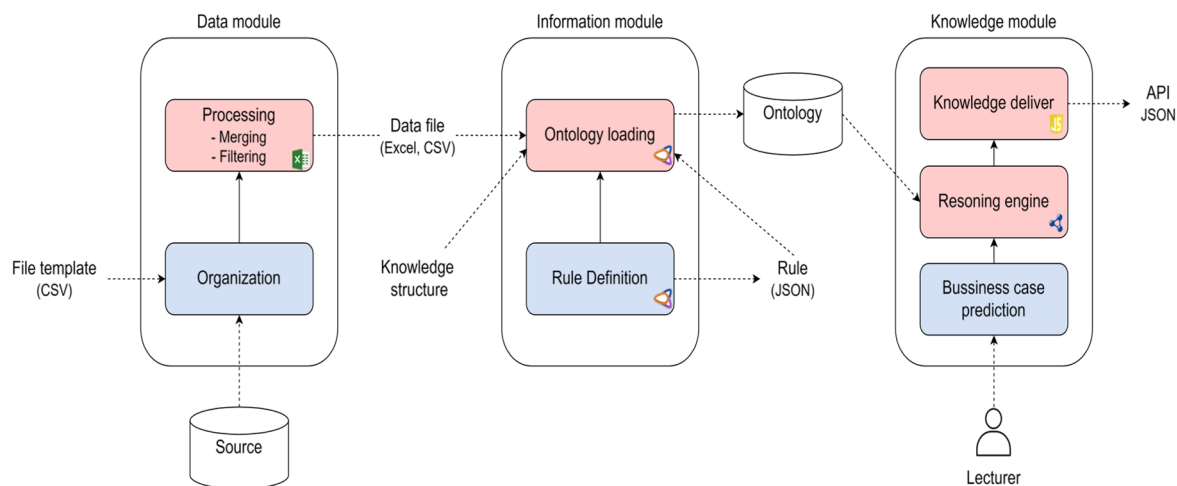 Data module
Information module
Knowledge module
Processing
- Merging
- Filtering
Data file
(Excel, CSV)
Ontology loading
Ontology
Knowledge deliver
JS
API
JSON
Resoning engine
File template
(CSV)
Organization
Knowledge
structure
Rule Definition
Rule
(JSON)
Bussiness case
prediction
Source
Lecturer